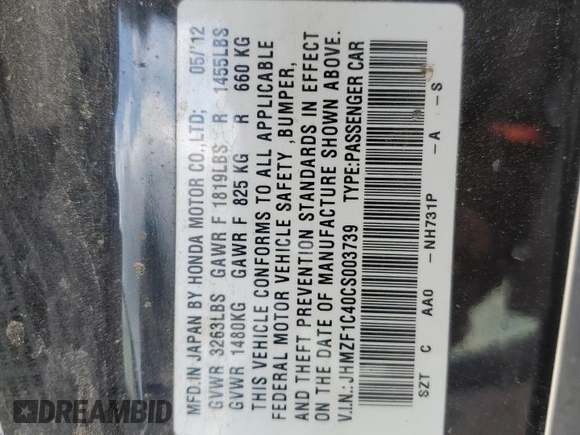 MFD.IN JAPAN BY HONDA MOTOR CO.,LTD; 05/'12
GVWR 3263LBS GAWR F 1819LBS R 1455LBS
GVWR 1480KG GAWR F 825 KG R 660 KG
THIS VEHICLE CONFORMS TO ALL APPLICABLE
FEDERAL MOTOR VEHICLE SAFETY ,BUMPER,
AND THEFT PREVENTION STANDARDS IN EFFECT
ON THE DATE OF MANUFACTURE SHOWN ABOVE.
V.I.N.:JHMZF1C40CS003739 TYPE:PASSENGER CAR
SZT C AA0 -NH731P -A -S
DREAMBID